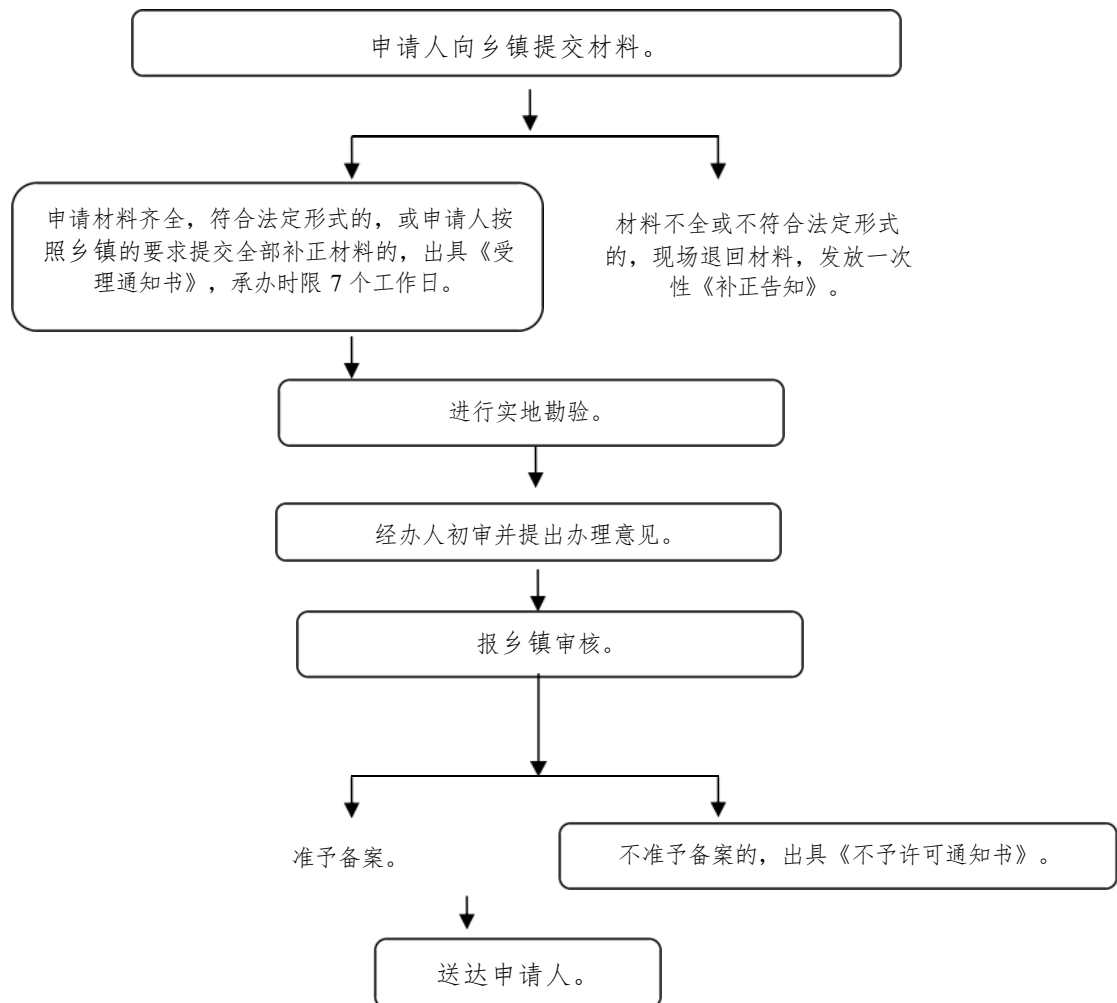 申请人向乡镇提交材料。
申请材料齐全，符合法定形式的，或申请人按
照乡镇的要求提交全部补正材料的，出具《受
理通知书》，承办时限 7 个工作日。
材料不全或不符合法定形式
的，现场退回材料，发放一次
性《补正告知》。
进行实地勘验。
经办人初审并提出办理意见。
报乡镇审核。
准予备案。
不准予备案的，出具《不予许可通知书》。
送达申请人。